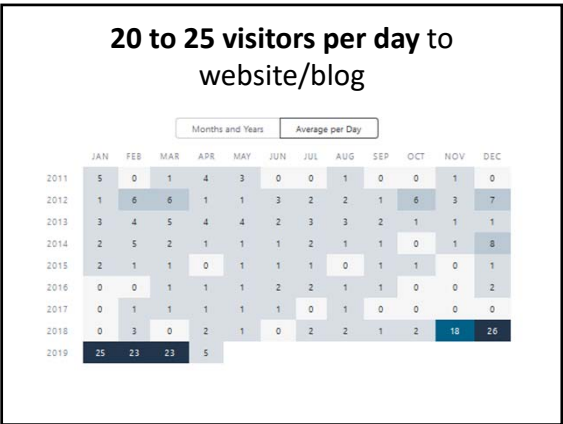 20 to 25 visitors per day to
website/blog
Months and Years Average per Day
JAN FEB MAR APR MAY JUN JUL AUG SEP OCT NOV DEC
2011 5 0 1 4 3 0 0 1 0 0 1 0
2012 1 6 6 1 1 3 2 2 1 6 3 7
2013 3 4 5 4 4 2 3 3 2 1 1 1
2014 2 5 2 1 1 1 2 1 1 0 1 8
2015 2 1 1 0 1 1 1 0 1 1 0 1
2016 0 0 1 1 1 2 2 1 1 0 0 2
2017 0 1 1 1 1 1 0 1 0 0 0 0
2018 0 3 0 2 1 0 2 2 1 2 18 26
2019 25 23 23 5